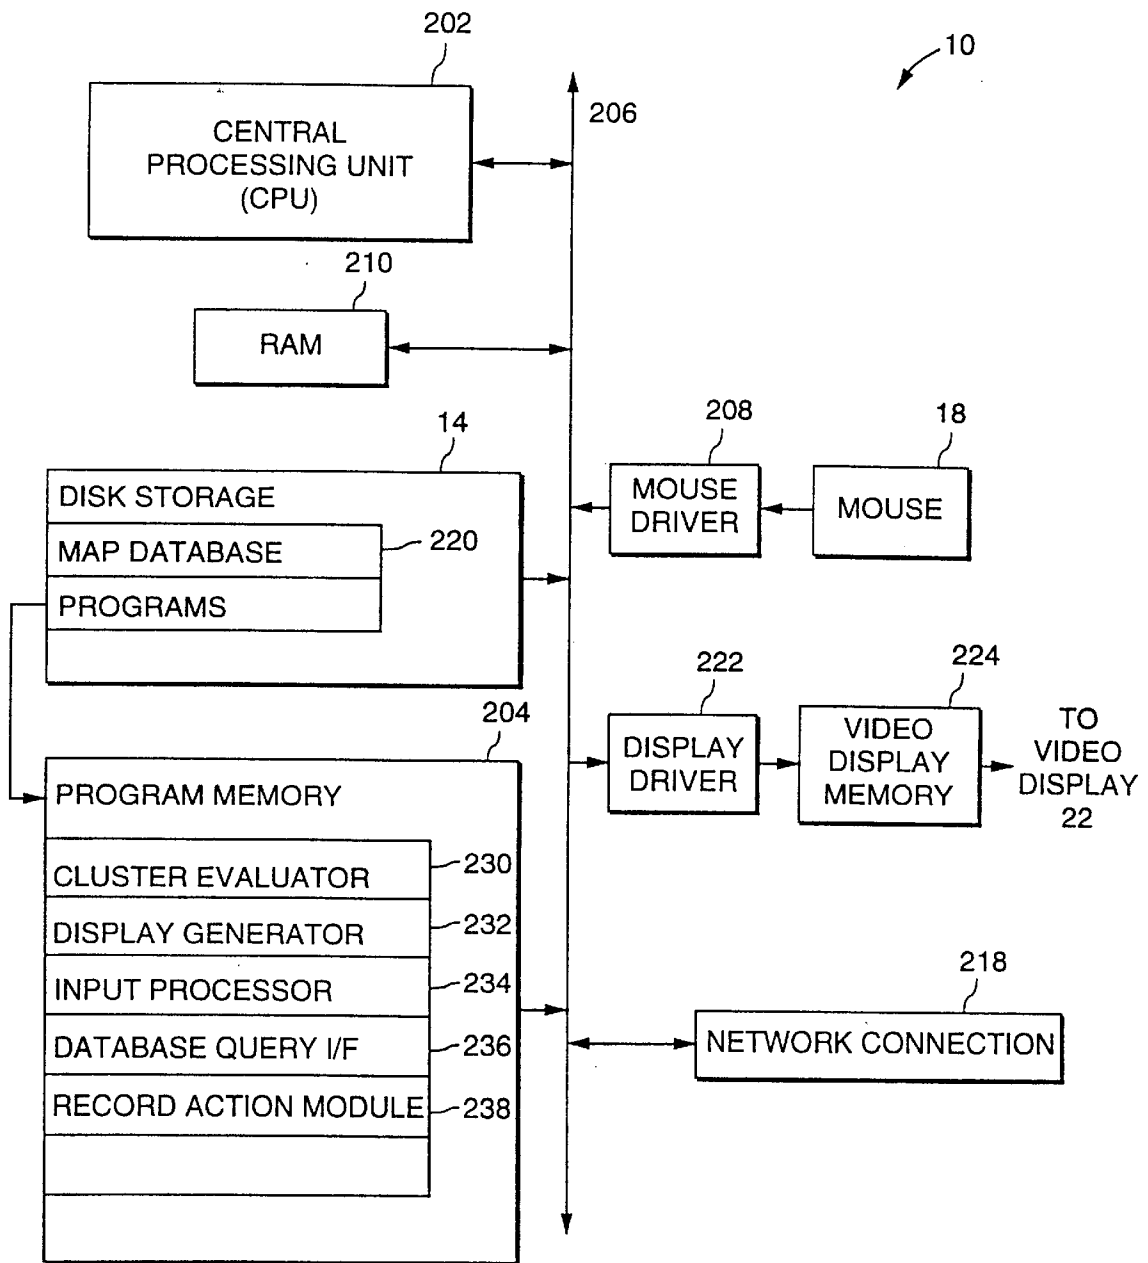 202
10
206
CENTRAL
PROCESSING UNIT
(CPU)
210
RAM
14
208
18
DISK STORAGE
MAP DATABASE
220
PROGRAMS
MOUSE
DRIVER
MOUSE
204
222
224
DISPLAY
DRIVER
VIDEO
DISPLAY
MEMORY
TO
VIDEO
DISPLAY
22
PROGRAM MEMORY
CLUSTER EVALUATOR
230
DISPLAY GENERATOR
232
INPUT PROCESSOR
234
DATABASE QUERY I/F
236
RECORD ACTION MODULE
238
218
NETWORK CONNECTION